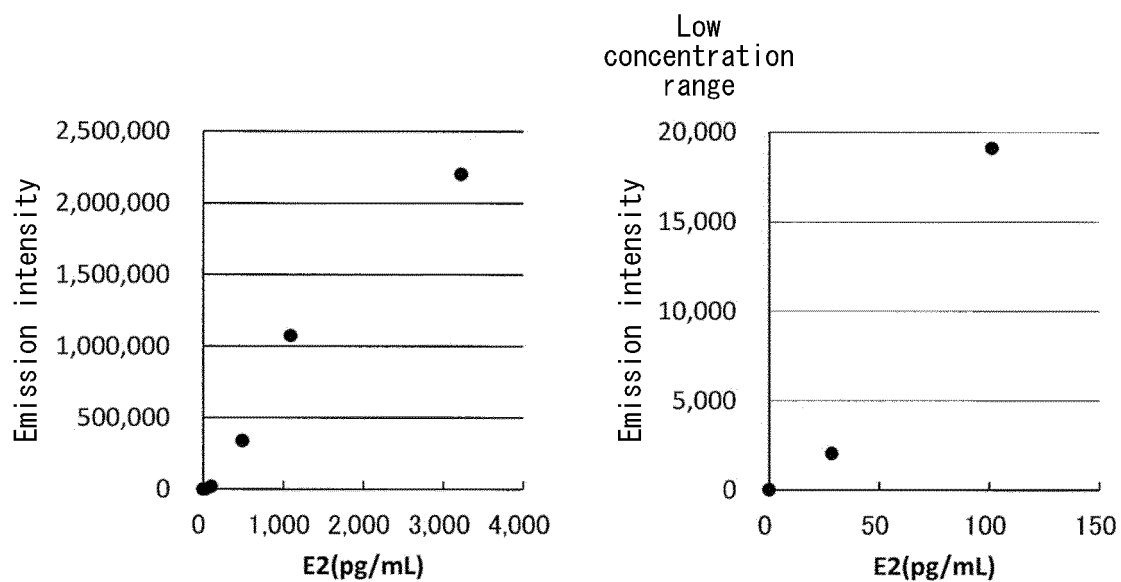 Low
concentration
range
2,500,000
2,000,000
1,500,000
1,000,000
500,000
0
Emission intensity
0 1,000 2,000 3,000 4,000
E2(pg/mL)
20,000
15,000
10,000
5,000
0
Emission intensity
0 50 100 150
E2(pg/mL)